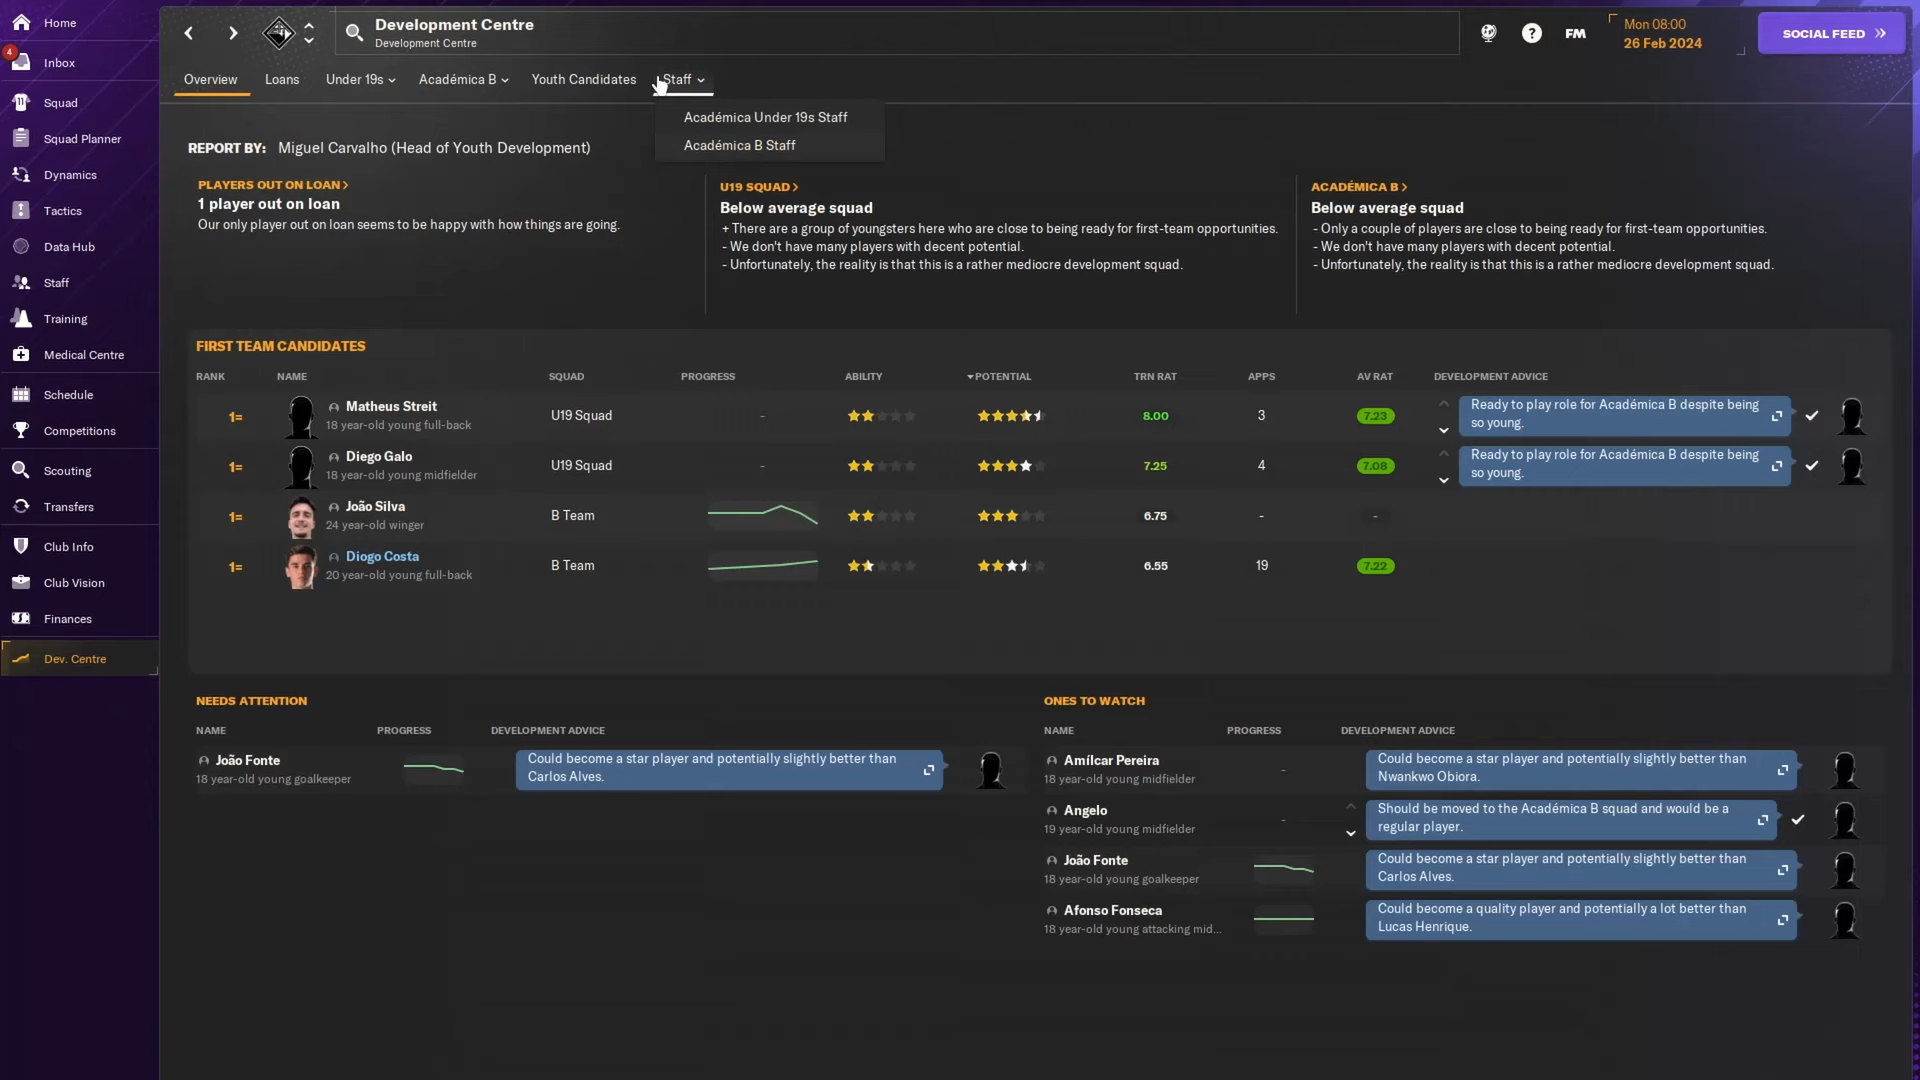 Home
4
Inbox
Squad
Squad Planner
Dynamics
Tactics
Data Hub
Staff
Training
Medical Centre
Schedule
Competitions
Scouting
Transfers
Club Info
Club Vision
Finances
Dev. Centre
Development Centre
Development Centre
FM
Mon 08:00
26 Feb 2024
SOCIAL FEED
Overview
Loans
Under 19s
Académica B
Youth Candidates
Staff
Académica Under 19s Staff
Académica B Staff
REPORT BY: Miguel Carvalho (Head of Youth Development)
PLAYERS OUT ON LOAN >
1 player out on loan
Our only player out on loan seems to be happy with how things are going.
U19 SQUAD >
Below average squad
+ There are a group of youngsters here who are close to being ready for first-team opportunities.
- We don't have many players with decent potential.
- Unfortunately, the reality is that this is a rather mediocre development squad.
ACADÉMICA B >
Below average squad
- Only a couple of players are close to being ready for first-team opportunities.
- We don't have many players with decent potential.
- Unfortunately, the reality is that this is a rather mediocre development squad.
FIRST TEAM CANDIDATES
RANK NAME SQUAD PROGRESS ABILITY POTENTIAL TRN RAT APPS AV RAT DEVELOPMENT ADVICE
1= Matheus Streit U19 Squad - 8.00 3 7.23 Ready to play role for Académica B despite being
18 year-old young full-back so young.
1= Diego Galo U19 Squad - 7.25 4 7.08 Ready to play role for Académica B despite being
18 year-old young midfielder so young.
1= João Silva B Team 6.75 - -
24 year-old winger
1= Diogo Costa B Team 6.55 19 7.22
20 year-old young full-back
NEEDS ATTENTION
NAME PROGRESS DEVELOPMENT ADVICE
João Fonte Could become a star player and potentially slightly better than
18 year-old young goalkeeper Carlos Alves.
ONES TO WATCH
NAME PROGRESS DEVELOPMENT ADVICE
Amílcar Pereira - Could become a star player and potentially slightly better than
18 year-old young midfielder Nwankwo Obiora.
Angelo - Should be moved to the Académica B squad and would be a
19 year-old young midfielder regular player.
João Fonte Could become a star player and potentially slightly better than
18 year-old young goalkeeper Carlos Alves.
Afonso Fonseca Could become a quality player and potentially a lot better than
18 year-old young attacking mid... Lucas Henrique.